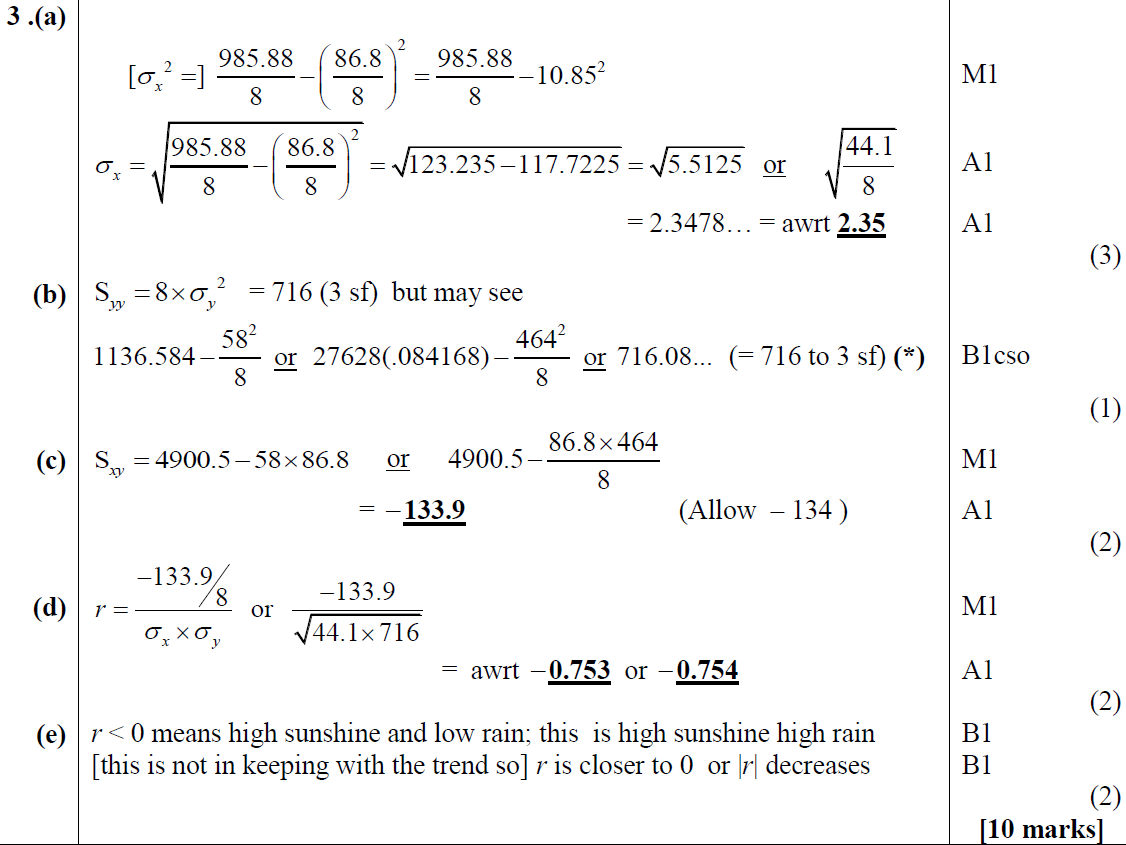 3 .(a)
[σₓ² =] 985.88/8 – (86.8/8)² = 985.88/8 – 10.85² M1
σₓ = √(985.88/8 – (86.8/8)²) = √(123.235 – 117.7225) = √5.5125 or √(44.1/8) A1
= 2.3478… = awrt 2.35 A1
(3)
(b) S_yy = 8 × σ_y² = 716 (3 sf) but may see
1136.584 – 58²/8 or 27628(.084168) – 464²/8 or 716.08... (= 716 to 3 sf) (*) B1cso
(1)
(c) S_xy = 4900.5 – 58 × 86.8 or 4900.5 – (86.8 × 464)/8 M1
= –133.9 (Allow – 134 ) A1
(2)
(d) r = (–133.9/8)/(σₓ × σ_y) or –133.9/√(44.1 × 716) M1
= awrt –0.753 or –0.754 A1
(2)
(e) r < 0 means high sunshine and low rain; this is high sunshine high rain B1
[this is not in keeping with the trend so] r is closer to 0 or |r| decreases B1
(2)
[10 marks]